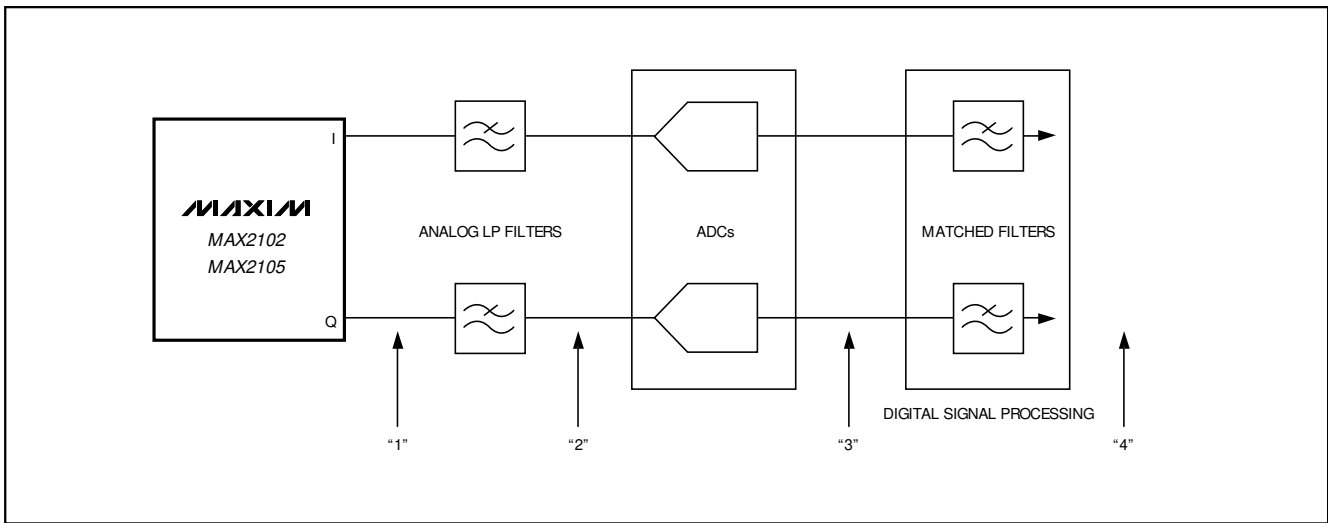 I
MAXIM
MAX2102
MAX2105
Q
ANALOG LP FILTERS
ADCs
MATCHED FILTERS
DIGITAL SIGNAL PROCESSING
“1”
“2”
“3”
“4”